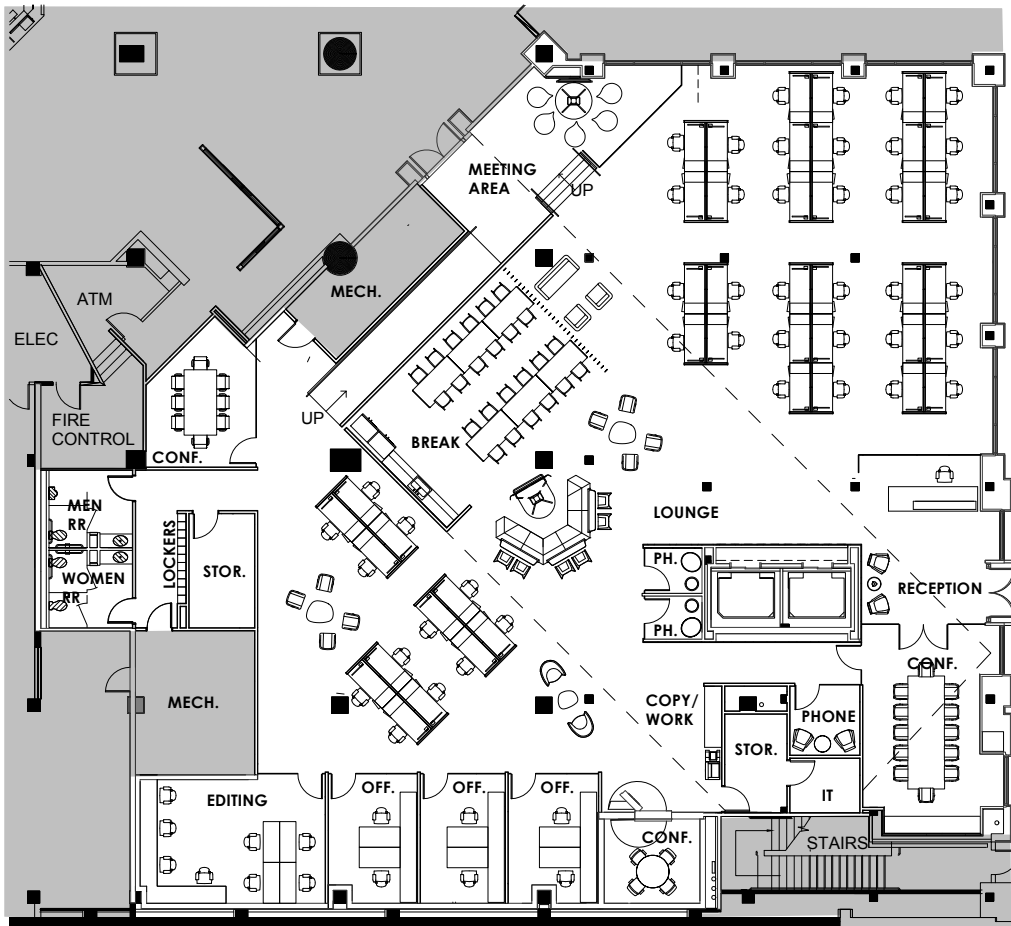 MEETING
AREA
UP
MECH.
ATM
ELEC
UP
FIRE
CONTROL
BREAK
CONF.
MEN
RR
WOMEN
RR
LOCKERS
STOR.
LOUNGE
PH.
PH.
RECEPTION
CONF.
MECH.
COPY/
WORK
PHONE
STOR.
IT
EDITING
OFF.
OFF.
OFF.
CONF.
STAIRS